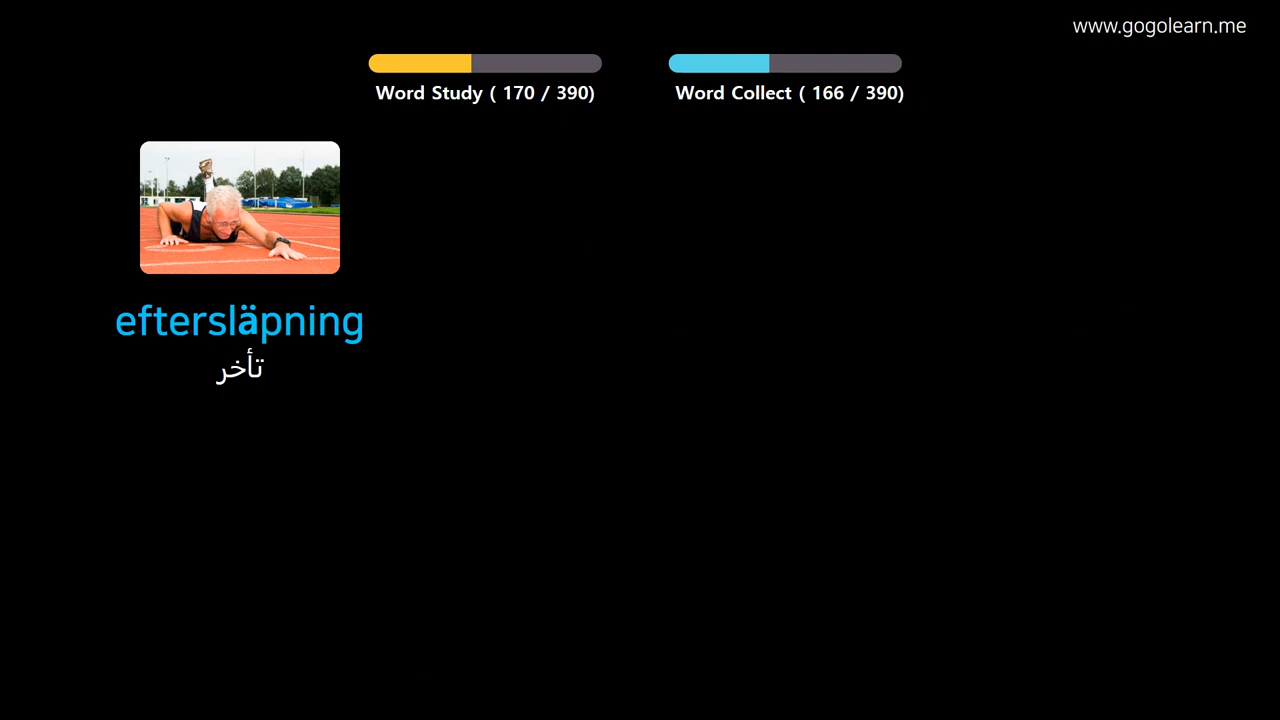 www.gogolearn.me
Word Study ( 170 / 390)
Word Collect ( 166 / 390)
eftersläpning
تأخر